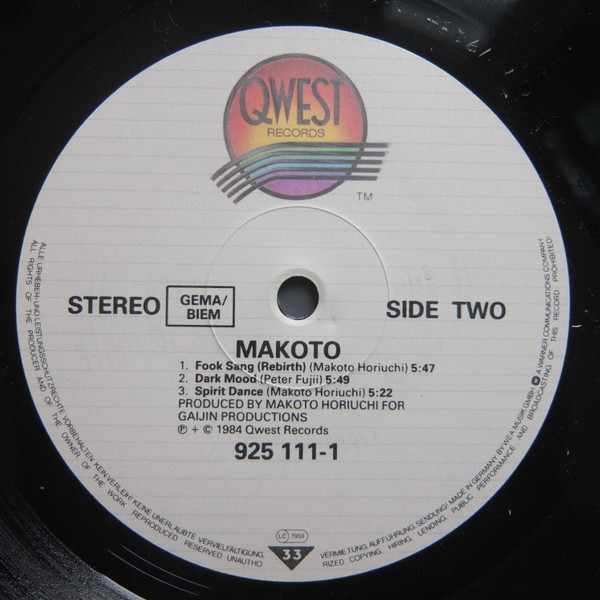 QWEST
RECORDS
TM
STEREO
GEMA/
BIEM
SIDE TWO
MAKOTO
1. Fook Sang (Rebirth) (Makoto Horiuchi) 5:47
2. Dark Mood (Peter Fujii) 5:49
3. Spirit Dance (Makoto Horiuchi) 5:22
PRODUCED BY MAKOTO HORIUCHI FOR
GAIJIN PRODUCTIONS
℗ + © 1984 Qwest Records
925 111-1
LC 7959
33
ALLE URHEBER- UND LEISTUNGSSCHUTZRECHTE VORBEHALTEN. KEIN VERLEIH! KEINE UNERLAUBTE VERVIELFÄLTIGUNG, VERMIETUNG, AUFFÜHRUNG, SENDUNG! MADE IN GERMANY BY WEA MUSIK GMBH A WARNER COMMUNICATIONS COMPANY
ALL RIGHTS OF THE PRODUCER AND OF THE OWNER OF THE WORK REPRODUCED RESERVED. UNAUTHORIZED COPYING, HIRING, LENDING, PUBLIC PERFORMANCE AND BROADCASTING OF THIS RECORD PROHIBITED!